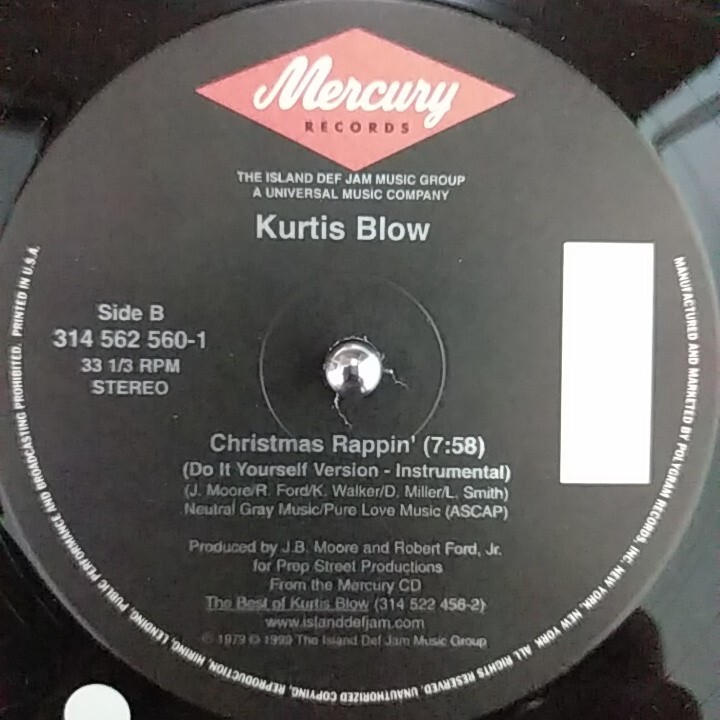 Mercury
RECORDS
THE ISLAND DEF JAM MUSIC GROUP
A UNIVERSAL MUSIC COMPANY
Kurtis Blow
Side B
314 562 560-1
33 1/3 RPM
STEREO
Christmas Rappin' (7:58)
(Do It Yourself Version - Instrumental)
(J. Moore/R. Ford/K. Walker/D. Miller/L. Smith)
Neutral Gray Music/Pure Love Music (ASCAP)
Produced by J.B. Moore and Robert Ford, Jr.
for Prep Street Productions
From the Mercury CD
The Best of Kurtis Blow (314 522 456-2)
www.islanddefjam.com
℗ 1979 © 1999 The Island Def Jam Music Group
MANUFACTURED AND MARKETED BY POLYGRAM RECORDS, INC. NEW YORK, NEW YORK. ALL RIGHTS RESERVED. UNAUTHORIZED COPYING, REPRODUCTION, HIRING, LENDING, PUBLIC PERFORMANCE AND BROADCASTING PROHIBITED. PRINTED IN U.S.A.